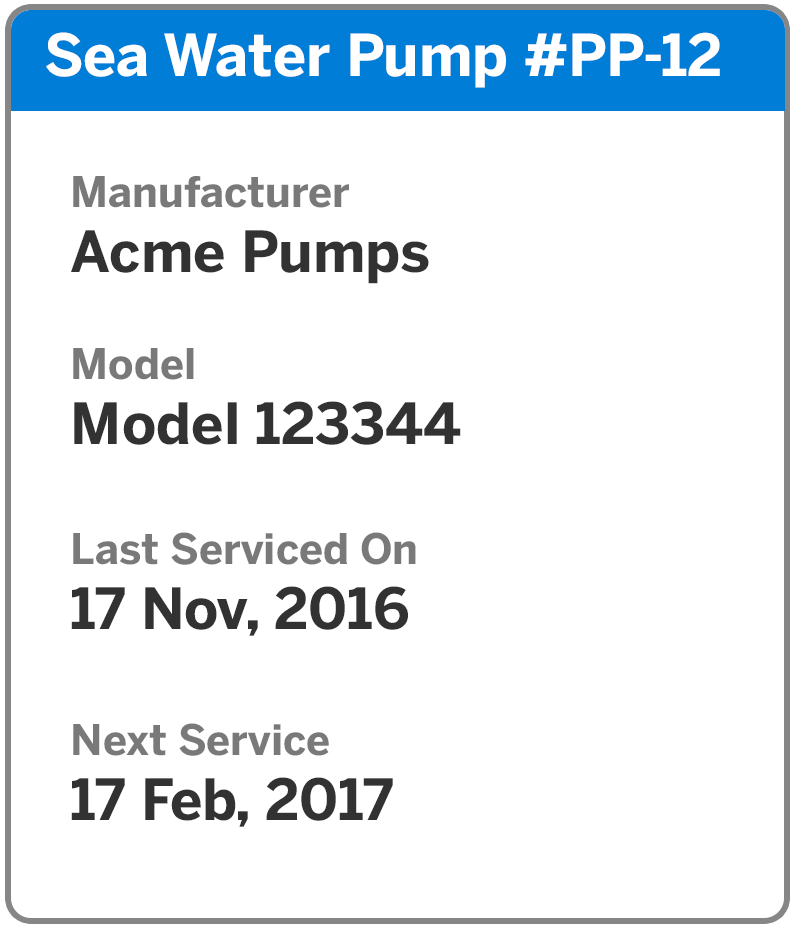 Sea Water Pump #PP-12
Manufacturer
Acme Pumps
Model
Model 123344
Last Serviced On
17 Nov, 2016
Next Service
17 Feb, 2017